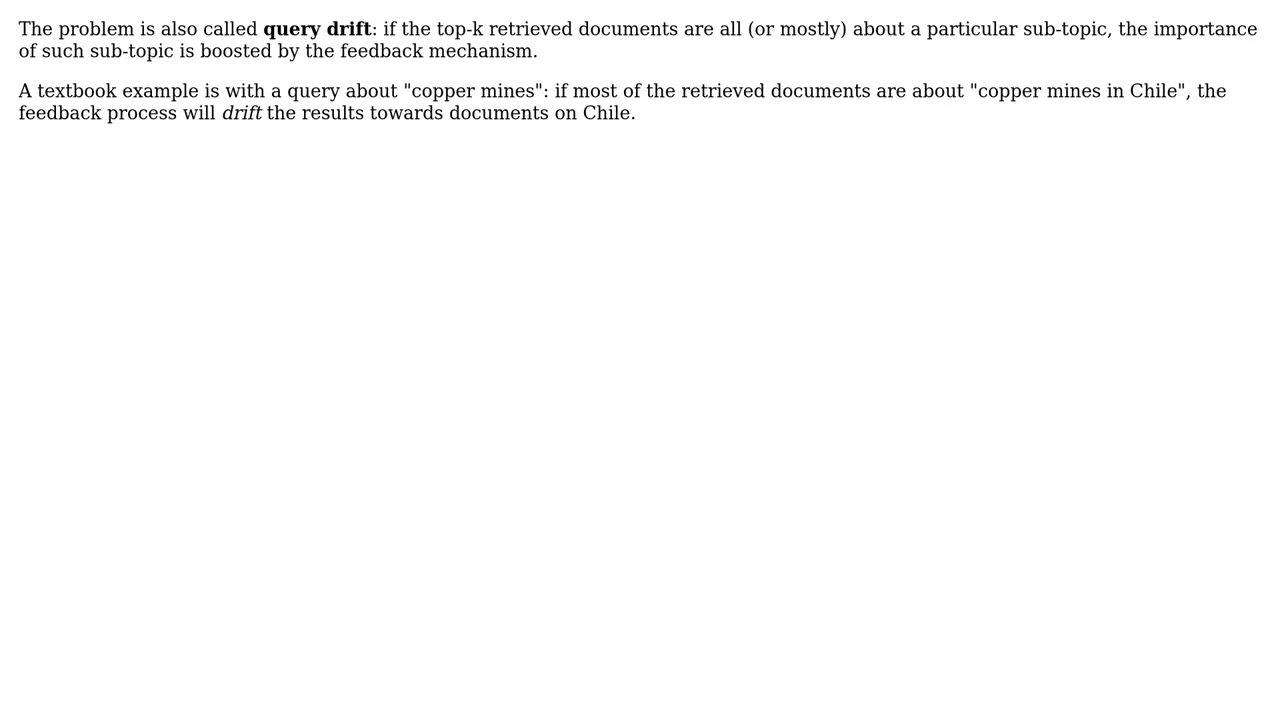 The problem is also called query drift: if the top-k retrieved documents are all (or mostly) about a particular sub-topic, the importance
of such sub-topic is boosted by the feedback mechanism.
A textbook example is with a query about "copper mines": if most of the retrieved documents are about "copper mines in Chile", the
feedback process will drift the results towards documents on Chile.